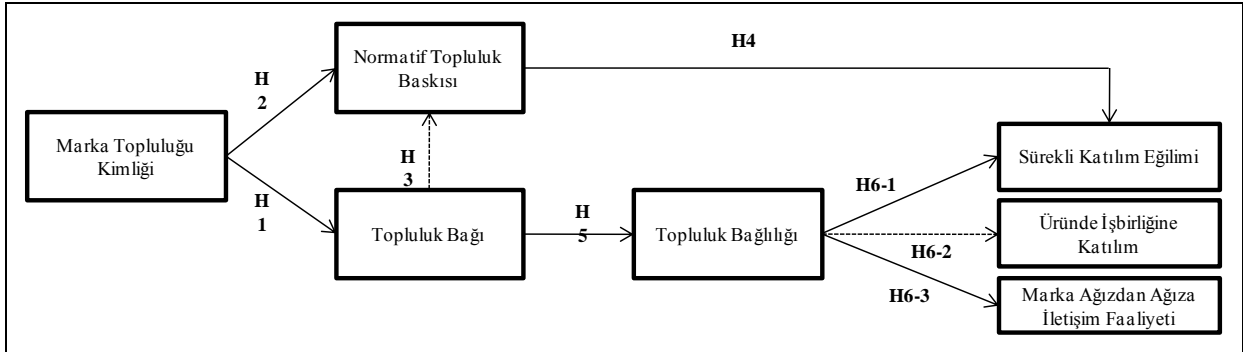 Marka Topluluğu
Kimliği
H
2
H
1
Normatif Topluluk
Baskısı
H
3
Topluluk Bağı
H4
H
5
Topluluk Bağlılığı
H6-1
H6-2
H6-3
Sürekli Katılım Eğilimi
Üründe İşbirliğine
Katılım
Marka Ağızdan Ağıza
İletişim Faaliyeti